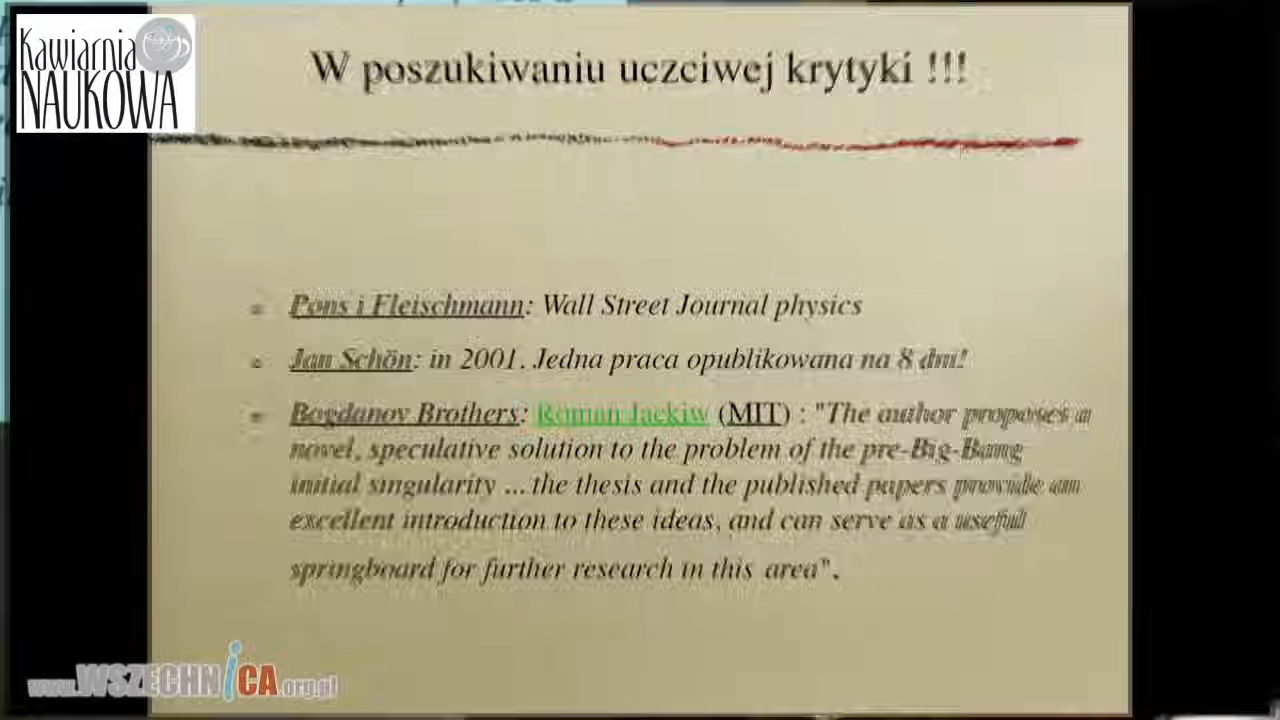 Kawiarnia
NAUKOWA
W poszukiwaniu uczciwej krytyki !!!
Pons i Fleischmann: Wall Street Journal physics
Jan Schön: in 2001. Jedna praca opublikowana na 8 dni!
Bogdanov Brothers: Roman Jackiw (MIT) : "The author proposes a
novel, speculative solution to the problem of the pre-Big-Bang
initial singularity ... the thesis and the published papers provide an
excellent introduction to these ideas, and can serve as a useful
springboard for further research in this area".
www.WSZECHNiCA.org.pl